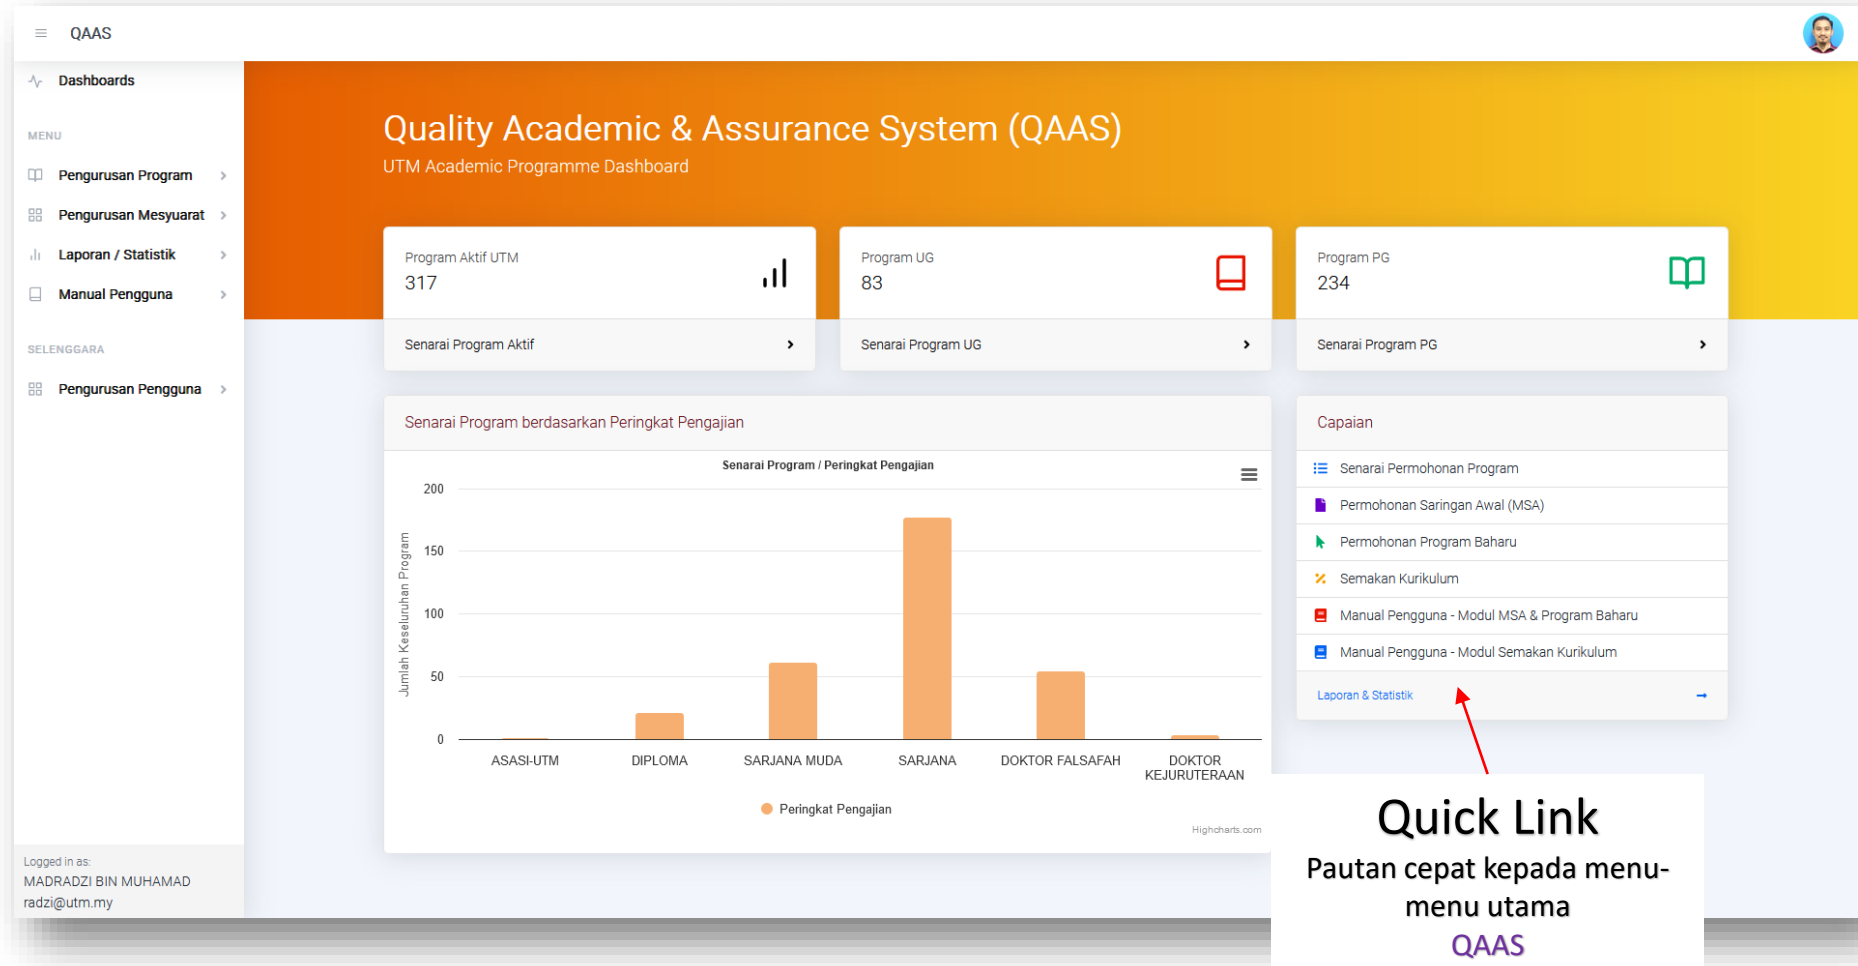 QAAS
Dashboards
MENU
Pengurusan Program
Pengurusan Mesyuarat
Laporan / Statistik
Manual Pengguna
SELENGGARA
Pengurusan Pengguna
Logged in as:
MADRADZI BIN MUHAMAD
radzi@utm.my
Quality Academic & Assurance System (QAAS)
UTM Academic Programme Dashboard
Program Aktif UTM
317
Senarai Program Aktif
Program UG
83
Senarai Program UG
Program PG
234
Senarai Program PG
Senarai Program berdasarkan Peringkat Pengajian
Senarai Program / Peringkat Pengajian
Jumlah Keseluruhan Program
200
150
100
50
0
ASASI-UTM
DIPLOMA
SARJANA MUDA
SARJANA
DOKTOR FALSAFAH
DOKTOR
KEJURUTERAAN
Peringkat Pengajian
Highcharts.com
Capaian
Senarai Permohonan Program
Permohonan Saringan Awal (MSA)
Permohonan Program Baharu
Semakan Kurikulum
Manual Pengguna - Modul MSA & Program Baharu
Manual Pengguna - Modul Semakan Kurikulum
Laporan & Statistik
Quick Link
Pautan cepat kepada menu-
menu utama
QAAS